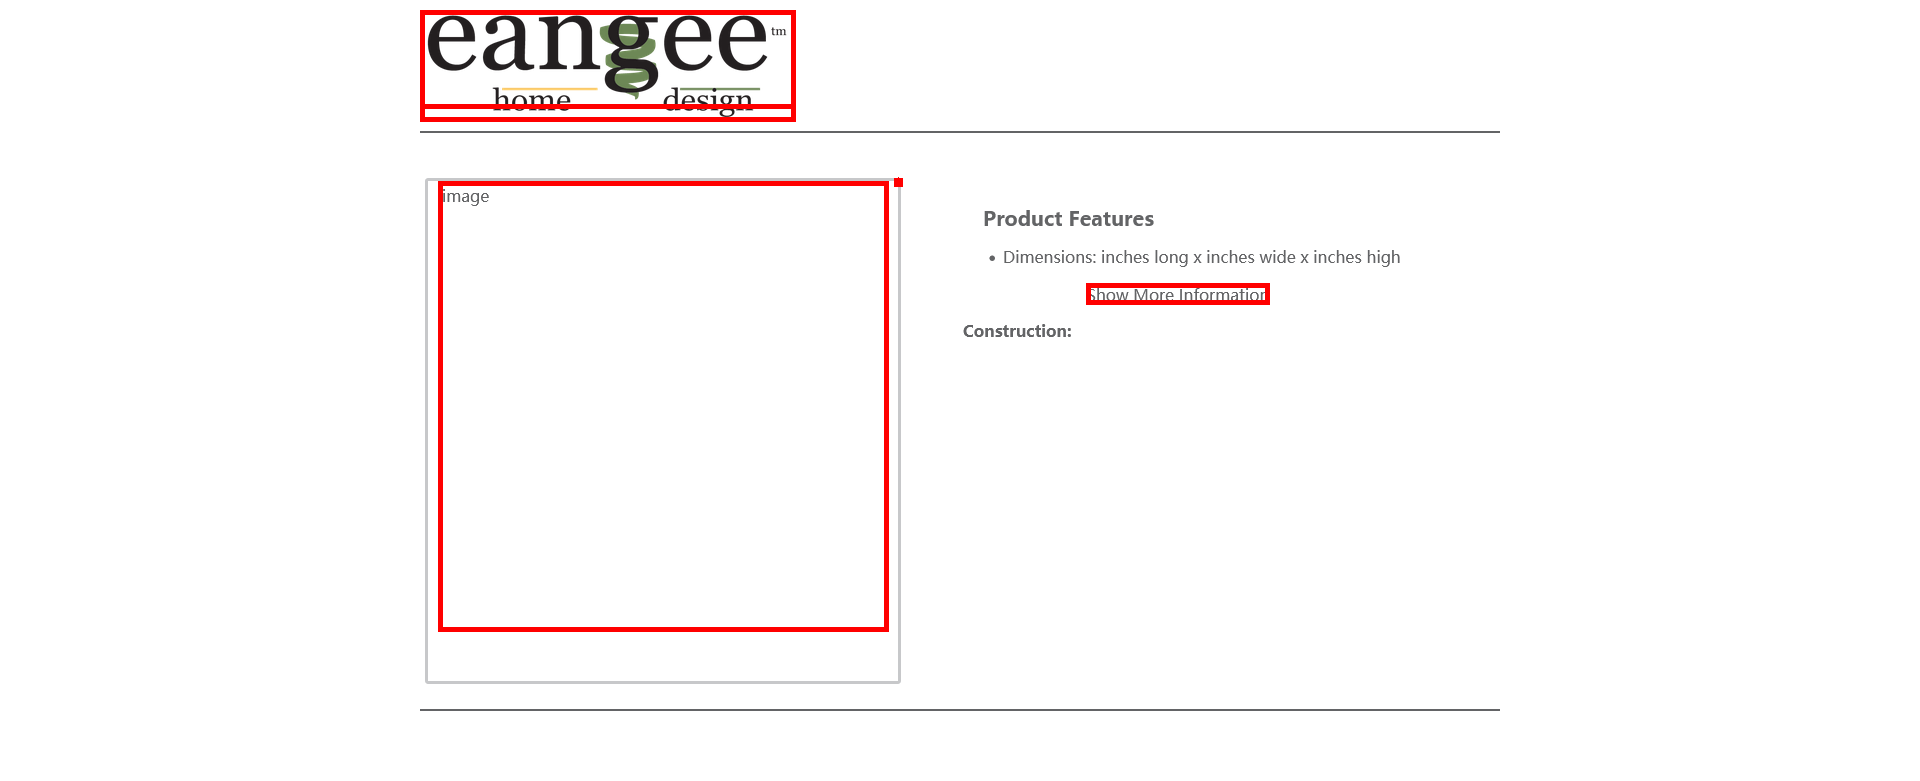 eangee tm
home design
image
Product Features
• Dimensions: inches long x inches wide x inches high
Show More Information
Construction: